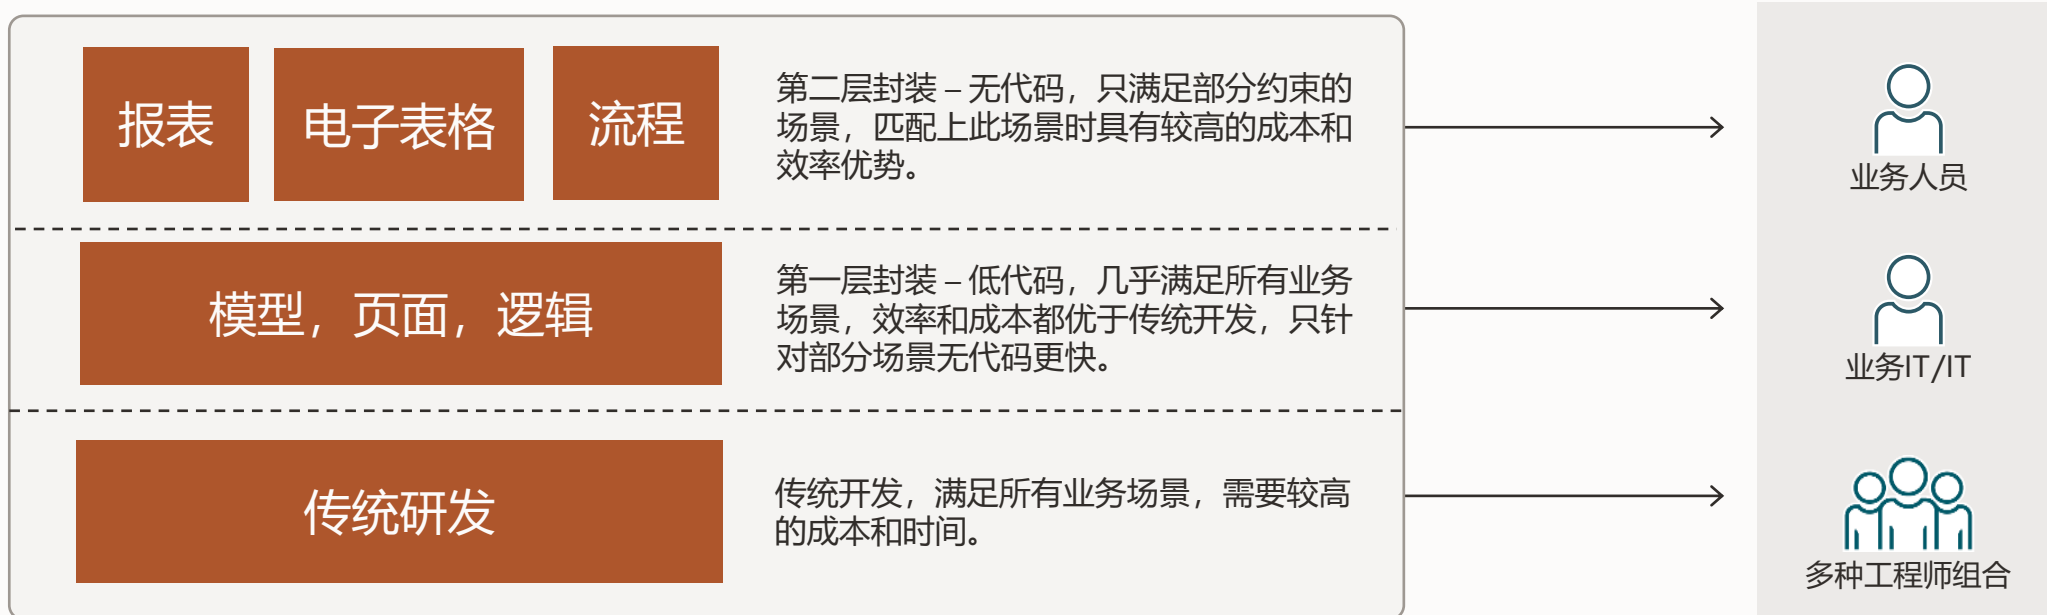 报表
电子表格
流程
第二层封装 – 无代码，只满足部分约束的
场景，匹配上此场景时具有较高的成本和
效率优势。
业务人员
模型，页面，逻辑
第一层封装 – 低代码，几乎满足所有业务
场景，效率和成本都优于传统开发，只针
对部分场景无代码更快。
业务IT/IT
传统研发
传统开发，满足所有业务场景，需要较高
的成本和时间。
多种工程师组合